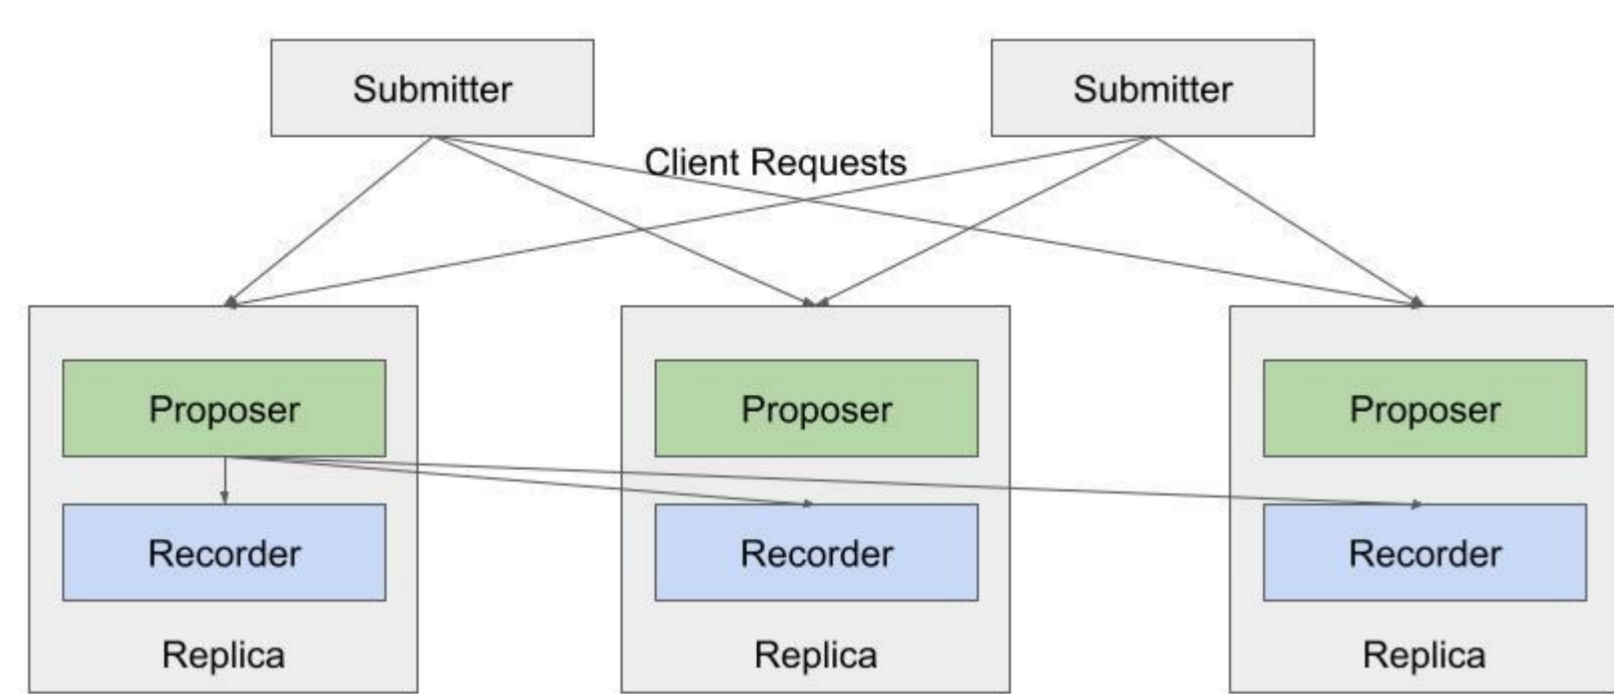 Submitter
Submitter
Client Requests
Proposer
Proposer
Proposer
Recorder
Recorder
Recorder
Replica
Replica
Replica